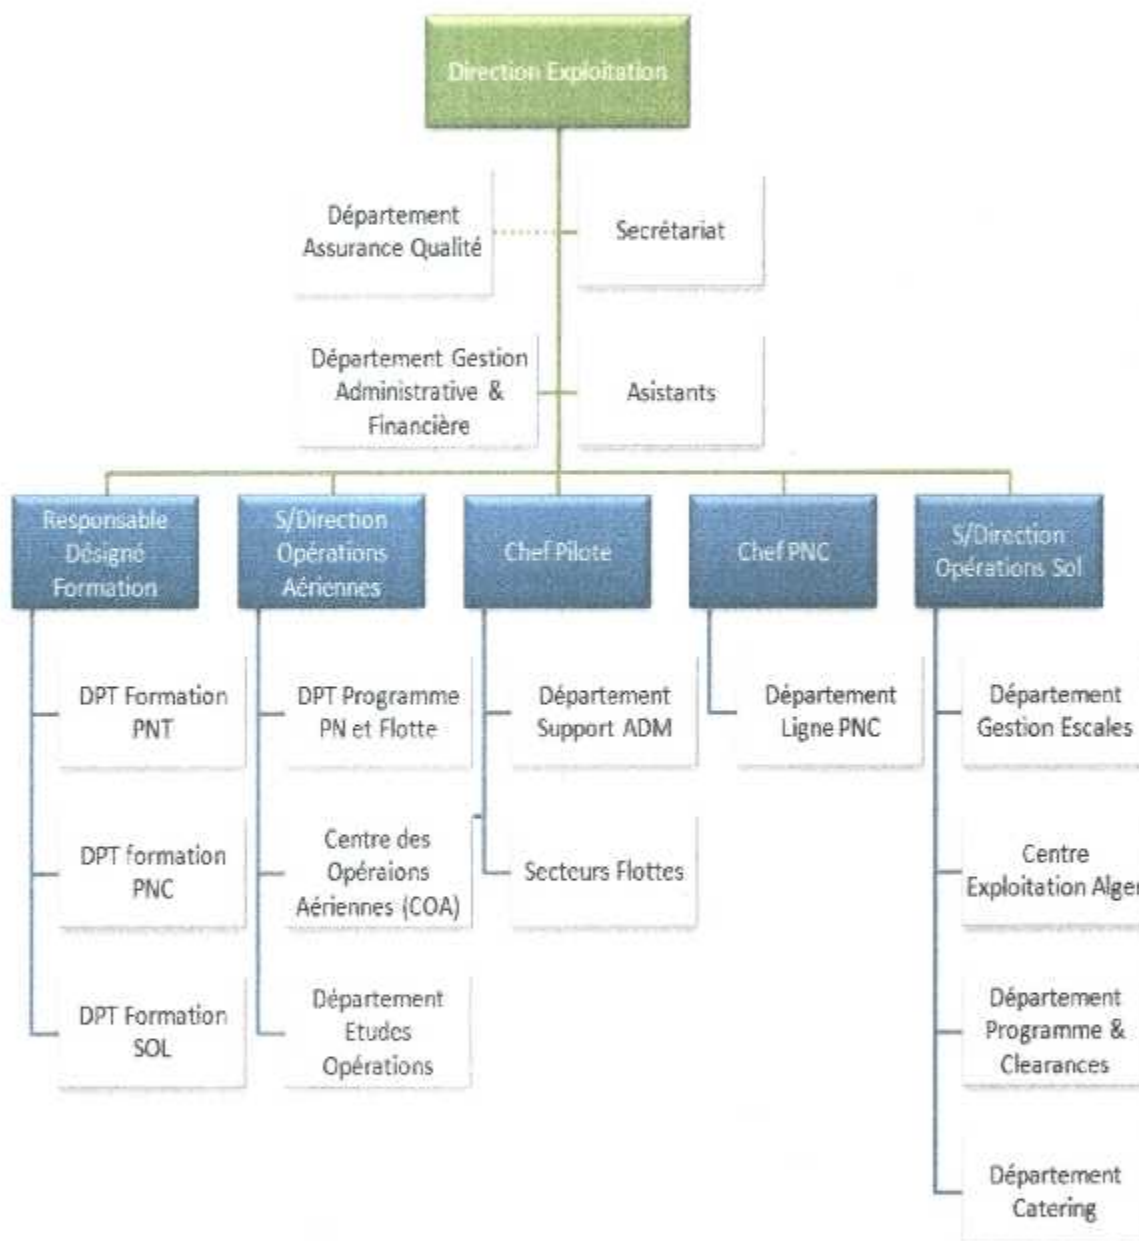 Direction Exploitation
Département
Assurance Qualité
Secrétariat
Département Gestion
Administrative &
Financière
Asistants
Responsable
Désigné
Formation
S/Direction
Opérations
Aériennes
Chef Pilote
Chef PNC
S/Direction
Opérations Sol
DPT Formation
PNT
DPT formation
PNC
DPT Formation
SOL
DPT Programme
PN et Flotte
Centre des
Opéraions
Aériennes (COA)
Département
Etudes
Opérations
Département
Support ADM
Secteurs Flottes
Département
Ligne PNC
Département
Gestion Escales
Centre
Exploitation Alger
Département
Programme &
Clearances
Département
Catering